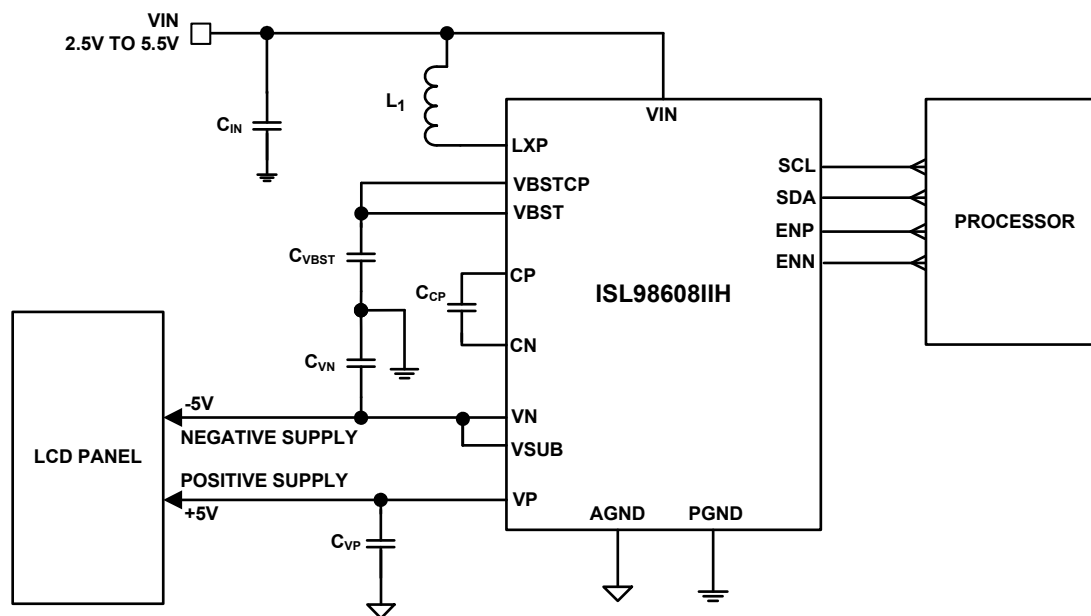 VIN
2.5V TO 5.5V
L1
CIN
VIN
LXP
VBSTCP
VBST
CVBST
CP
CCP
CN
CVN
ISL98608IIH
SCL
SDA
ENP
ENN
PROCESSOR
-5V
NEGATIVE SUPPLY
VN
VSUB
LCD PANEL
POSITIVE SUPPLY
+5V
VP
CVP
AGND
PGND